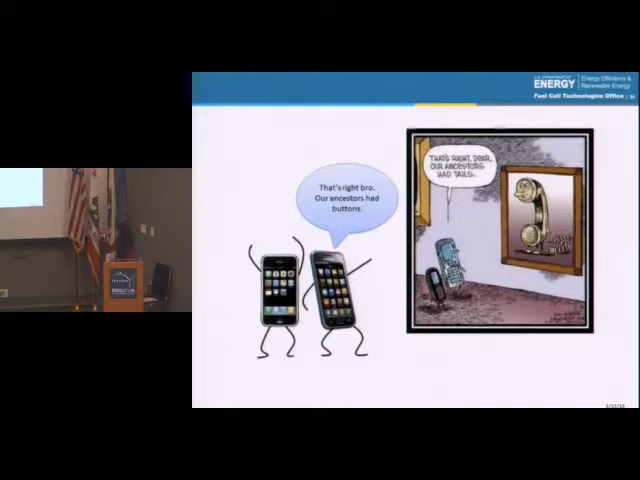 U.S. DEPARTMENT OF
ENERGY
Energy Efficiency &
Renewable Energy
Fuel Cell Technologies Office |
That's right bro.
Our ancestors had
buttons.
THAT'S RIGHT, DEAR,
OUR ANCESTORS
HAD TAILS.